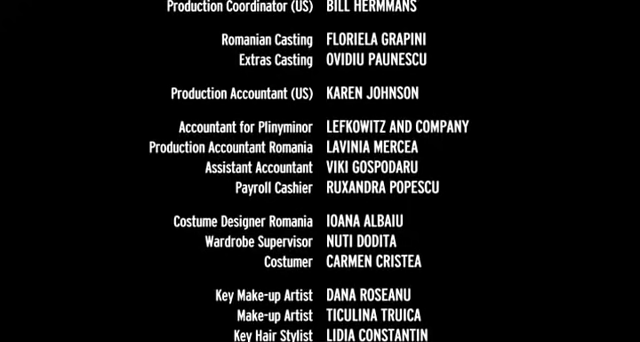 Production Coordinator (US) BILL HERMMANS
Romanian Casting FLORIELA GRAPINI
Extras Casting OVIDIU PAUNESCU
Production Accountant (US) KAREN JOHNSON
Accountant for Plinyminor LEFKOWITZ AND COMPANY
Production Accountant Romania LAVINIA MERCEA
Assistant Accountant VIKI GOSPODARU
Payroll Cashier RUXANDRA POPESCU
Costume Designer Romania IOANA ALBAIU
Wardrobe Supervisor NUTI DODITA
Costumer CARMEN CRISTEA
Key Make-up Artist DANA ROSEANU
Make-up Artist TICULINA TRUICA
Key Hair Stylist LIDIA CONSTANTIN